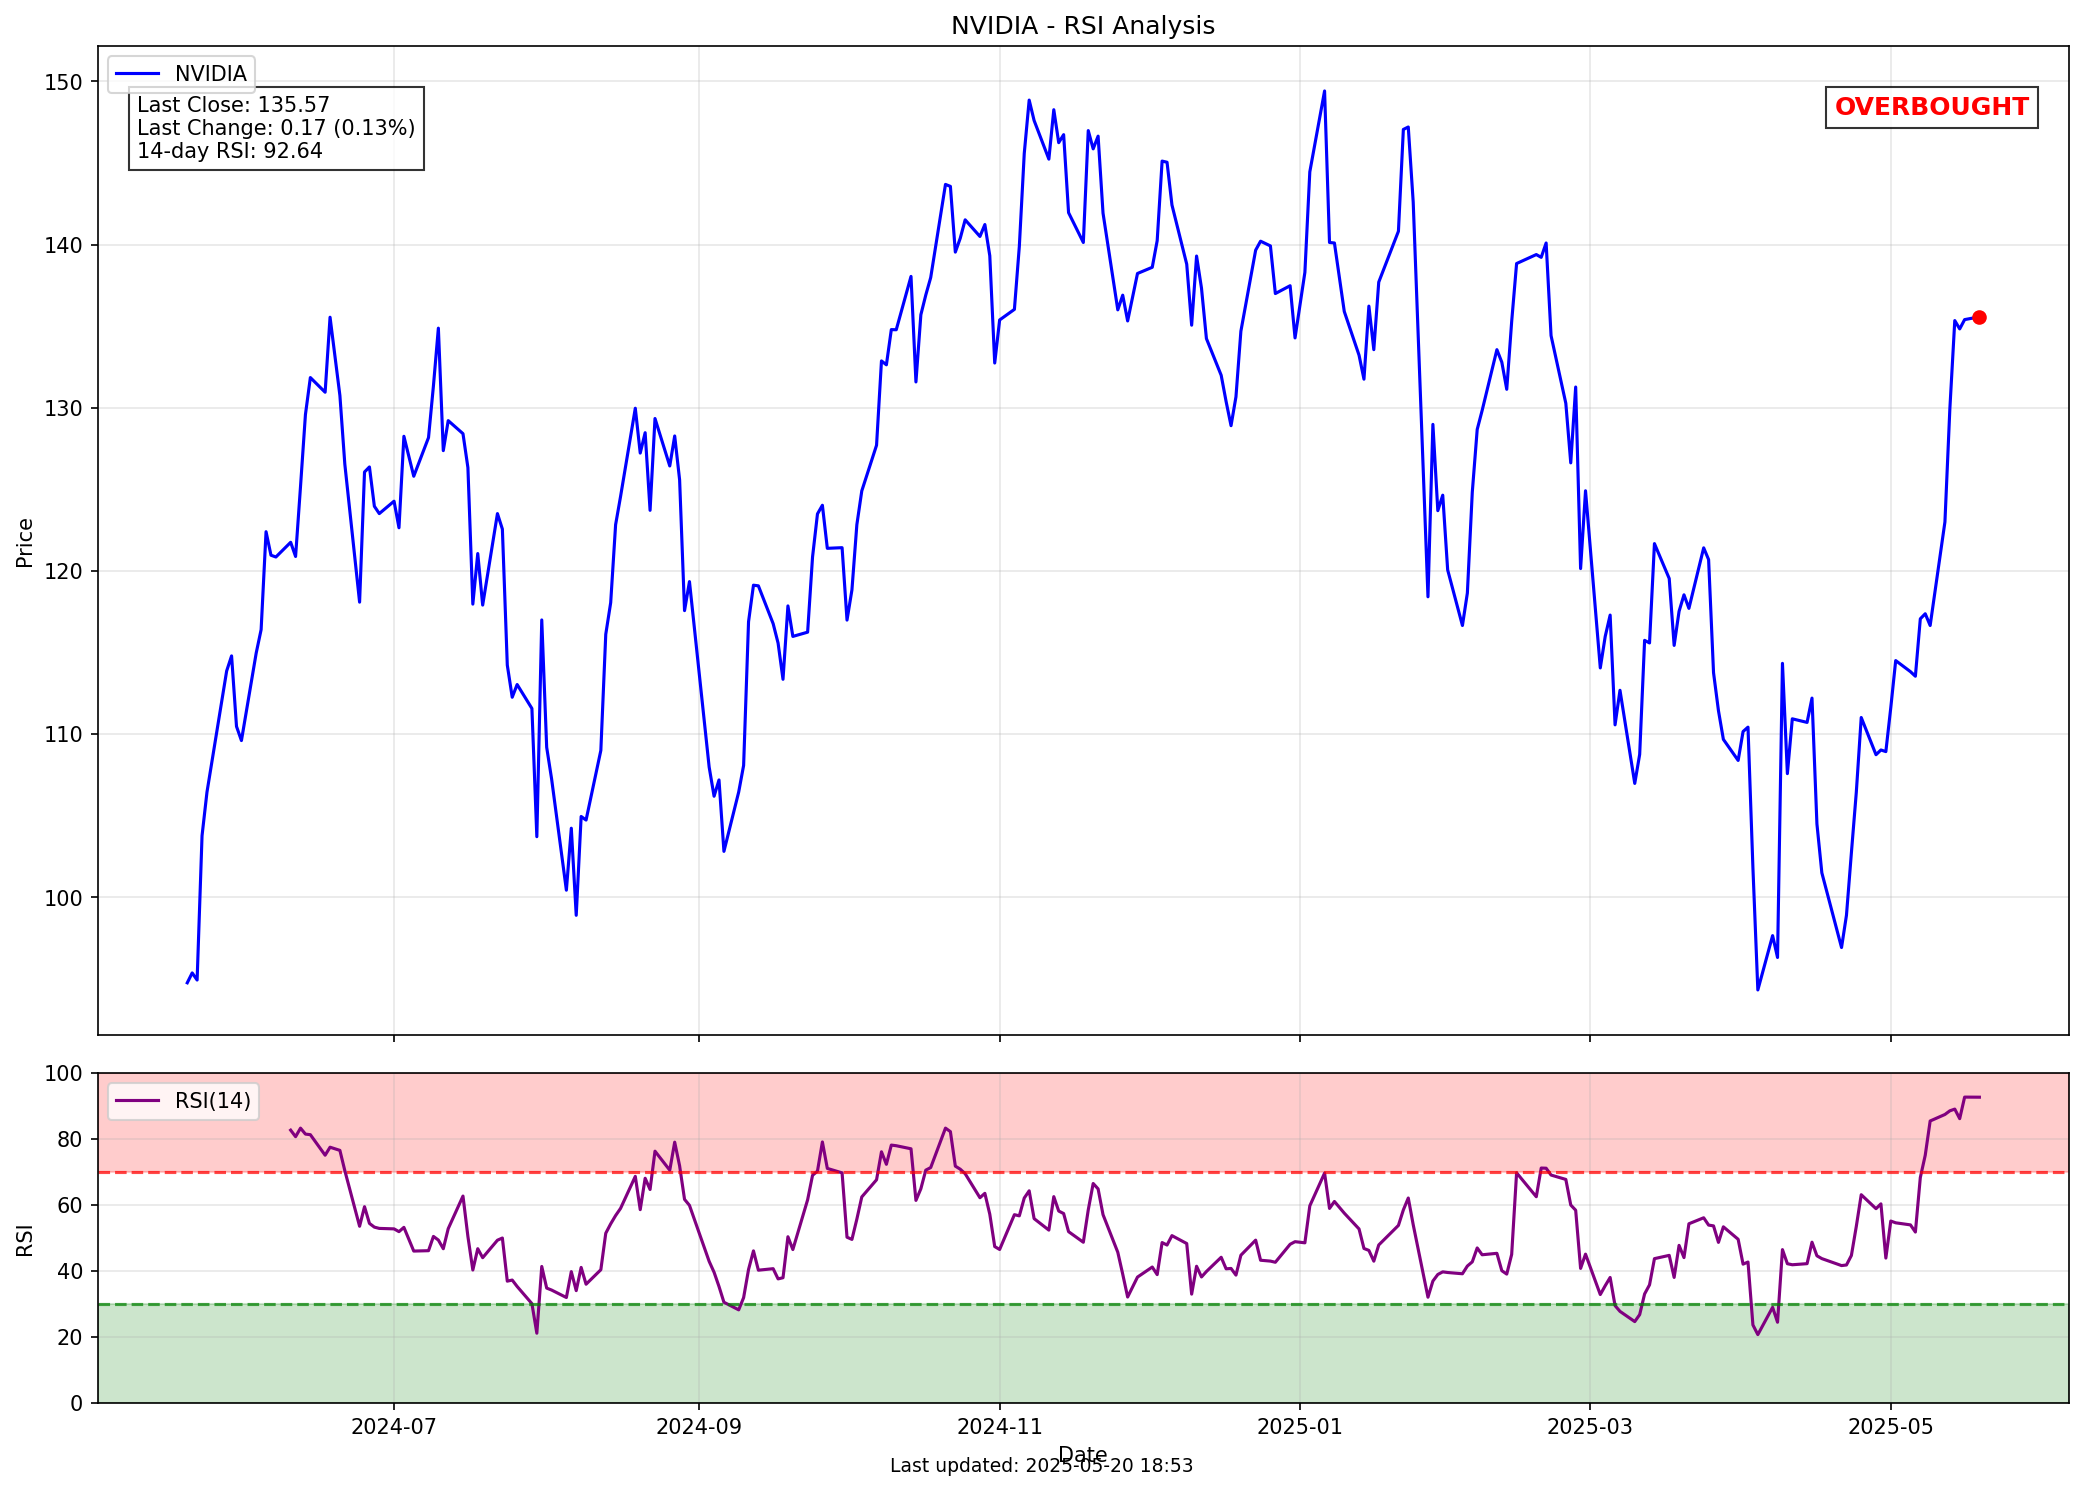 NVIDIA - RSI Analysis
NVIDIA
Last Close: 135.57
Last Change: 0.17 (0.13%)
14-day RSI: 92.64
OVERBOUGHT
150
140
130
120
110
100
Price
RSI(14)
100
80
60
40
20
0
RSI
2024-07
2024-09
2024-11
2025-01
2025-03
2025-05
Date
Last updated: 2025-05-20 18:53